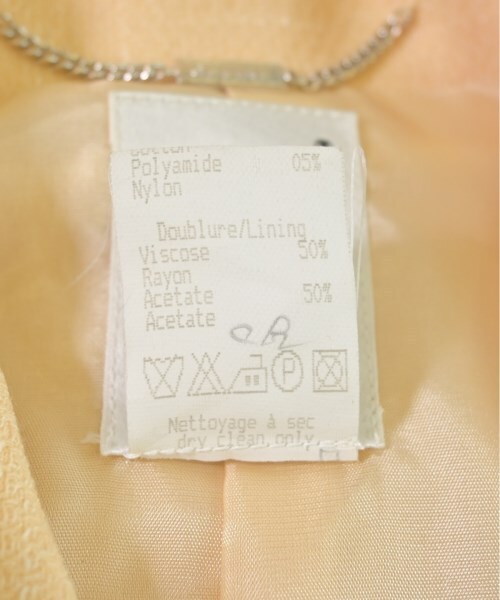 Polyamide 05%
Nylon
Doublure/Lining
Viscose 50%
Rayon
Acetate 50%
Acetate
P
Nettoyage à sec
dry clean only